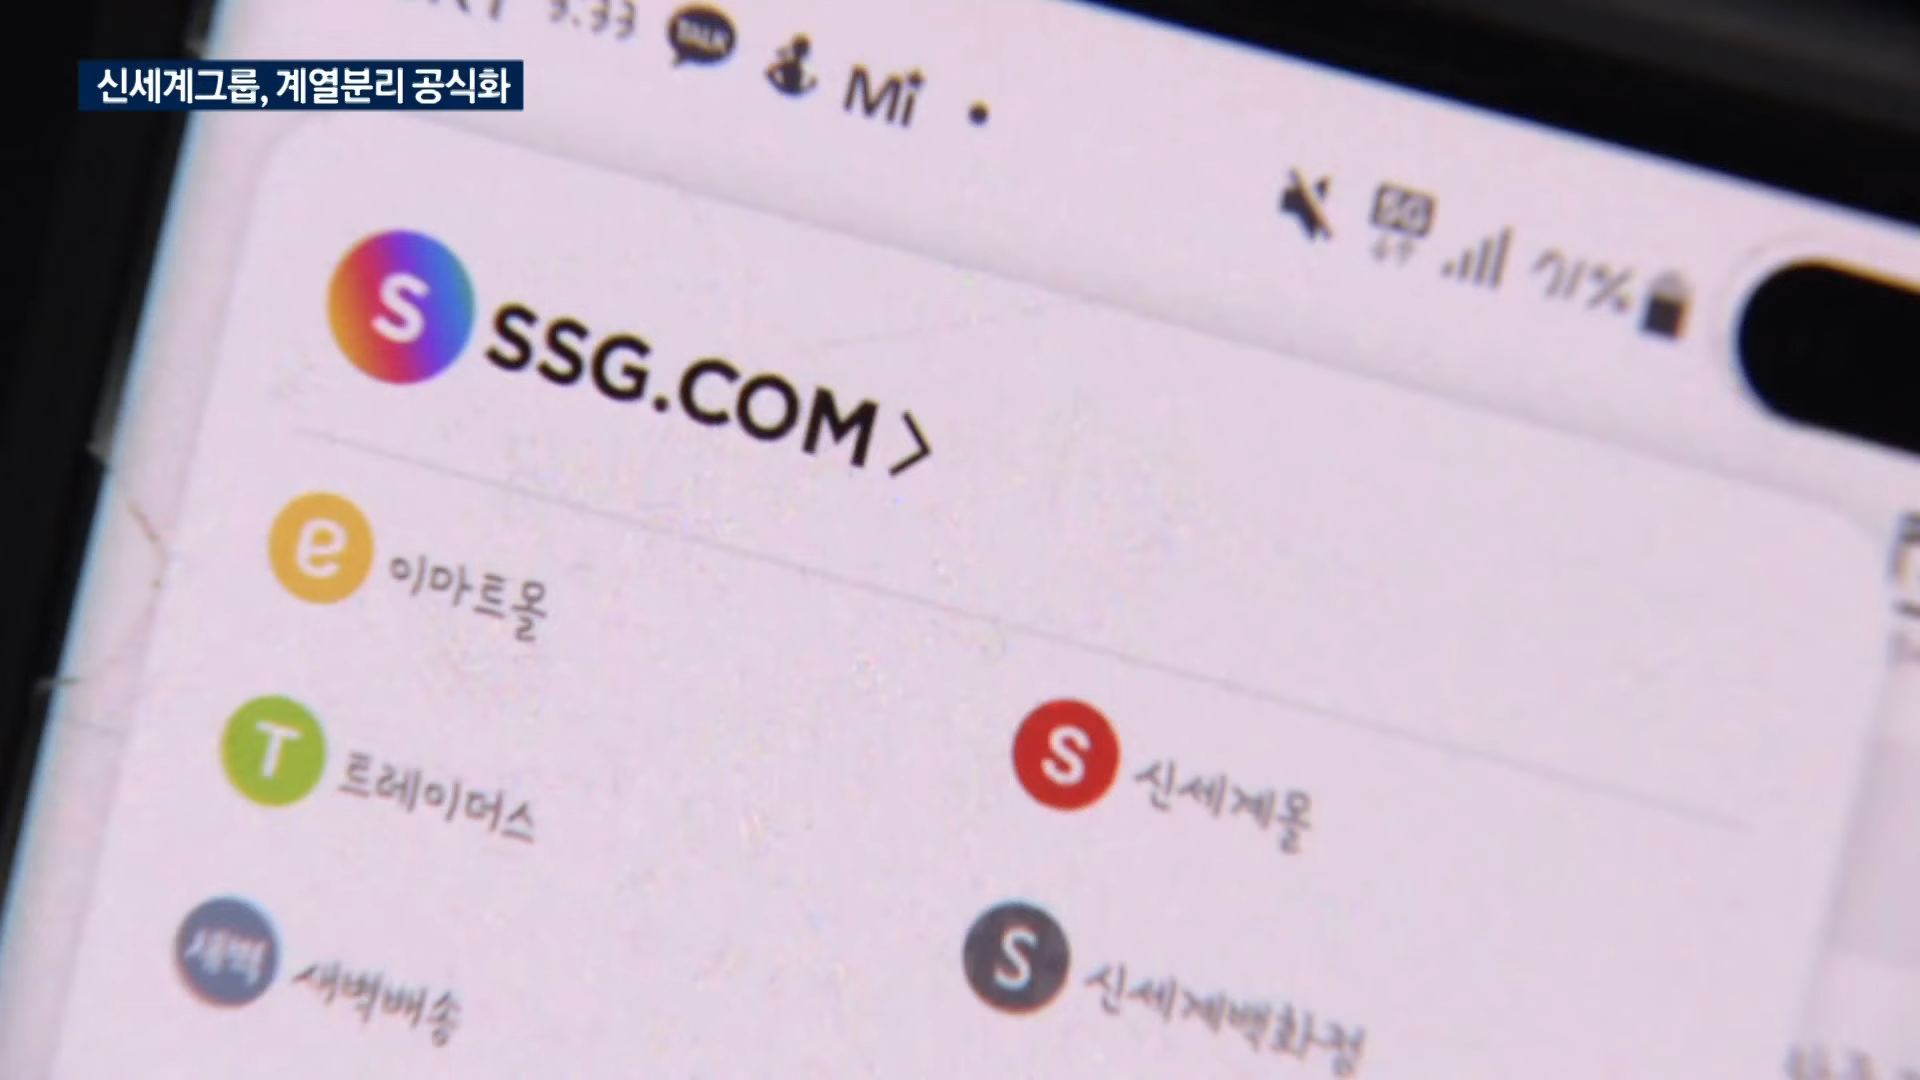 신세계그룹, 계열분리 공식화
TALK
Mi
71%
S SSG.COM >
e 이마트몰
T 트레이더스
S 신세계몰
새벽 새벽배송
S 신세계백화점